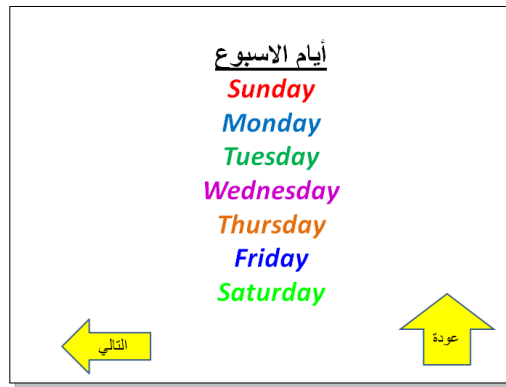 أيام الاسبوع
Sunday
Monday
Tuesday
Wednesday
Thursday
Friday
Saturday
عودة
التالي